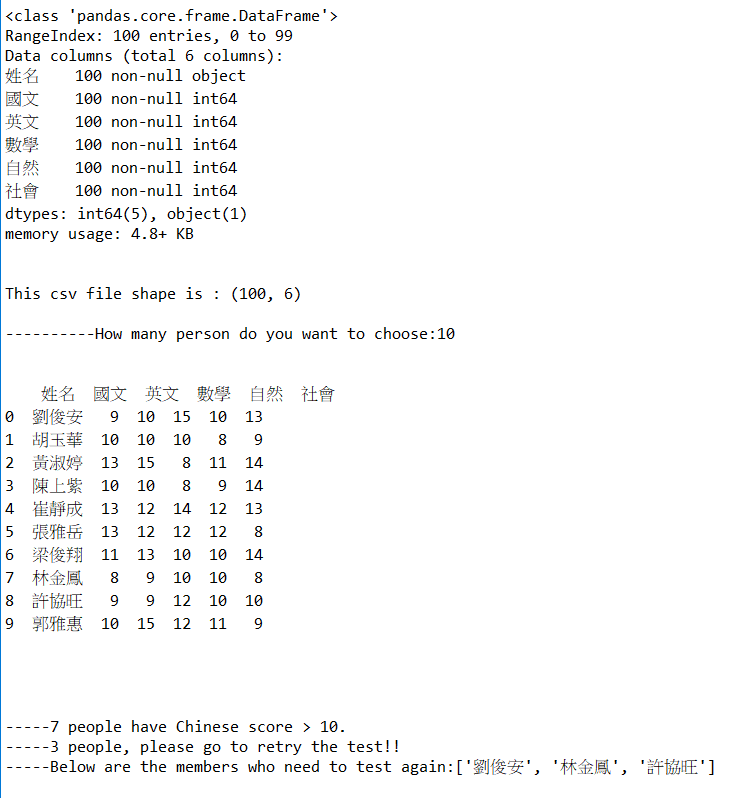 <class 'pandas.core.frame.DataFrame'>
RangeIndex: 100 entries, 0 to 99
Data columns (total 6 columns):
姓名    100 non-null object
國文    100 non-null int64
英文    100 non-null int64
數學    100 non-null int64
自然    100 non-null int64
社會    100 non-null int64
dtypes: int64(5), object(1)
memory usage: 4.8+ KB
This csv file shape is : (100, 6)
----------How many person do you want to choose:10
    姓名  國文  英文  數學  自然  社會
0  劉俊安   9  10  15  10  13
1  胡玉華  10  10  10   8   9
2  黃淑婷  13  15   8  11  14
3  陳上紫  10  10   8   9  14
4  崔靜成  13  12  14  12  13
5  張雅岳  13  12  12  12   8
6  梁俊翔  11  13  10  10  14
7  林金鳳   8   9  10  10   8
8  許協旺   9   9  12  10  10
9  郭雅惠  10  15  12  11   9
-----7 people have Chinese score > 10.
-----3 people, please go to retry the test!!
-----Below are the members who need to test again:['劉俊安', '林金鳳', '許協旺']